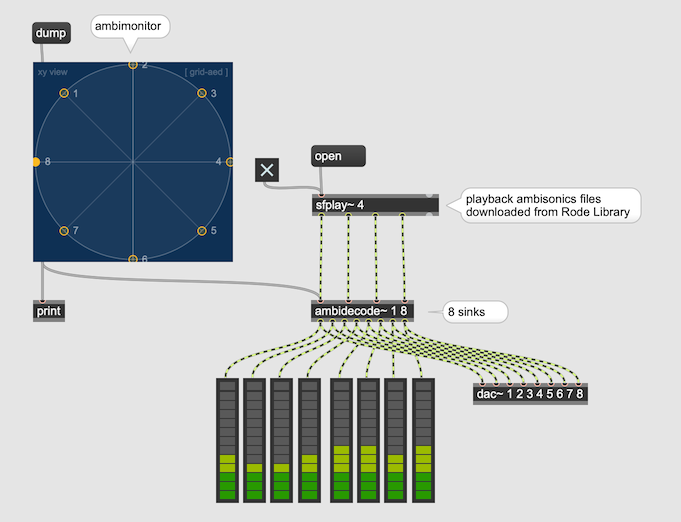 dump
ambimonitor
xy view
[ grid-aed ]
2
1
3
8
4
7
5
6
open
sfplay~ 4
playback ambisonics files
downloaded from Rode Library
print
ambidecode~ 1 8
8 sinks
dac~ 1 2 3 4 5 6 7 8